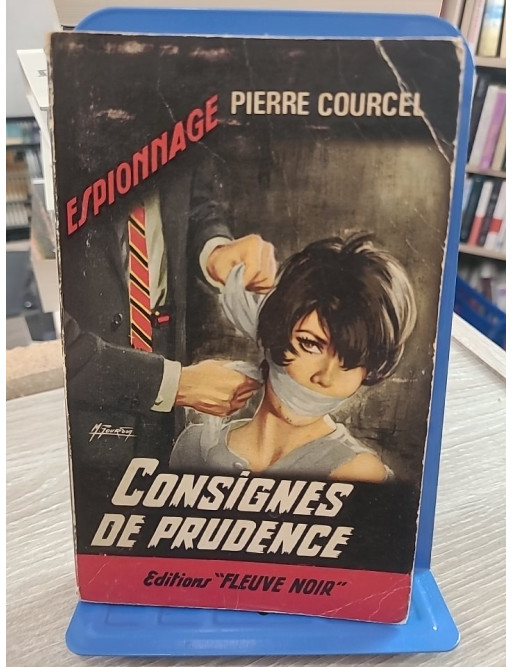 ESPIONNAGE
PIERRE COURCEL
CONSIGNES
DE PRUDENCE
Editions "FLEUVE NOIR"